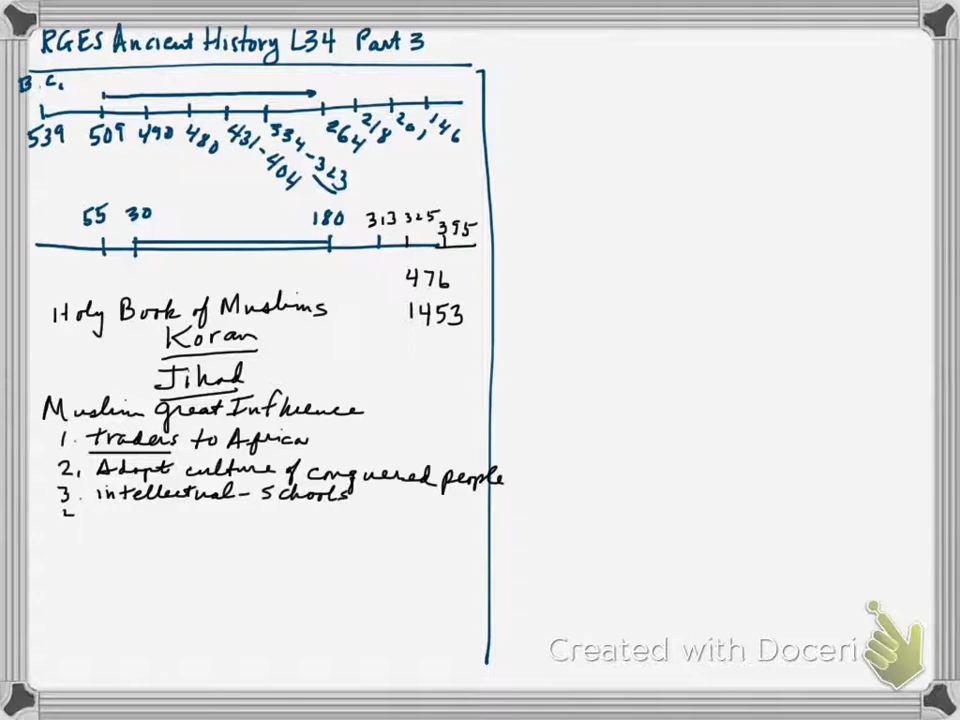 RGES Ancient History L34 Part 3
B.C.
539 509 490 480 431-404 334-323 264 218 201 146
55 30 180 313 325 395
476
1453
Holy Book of Muslims
Koran
Jihad
Muslim great Influence
1. traders to Africa
2. Adopt culture of conquered people
3. intellectual - Schools
Created with Doceri